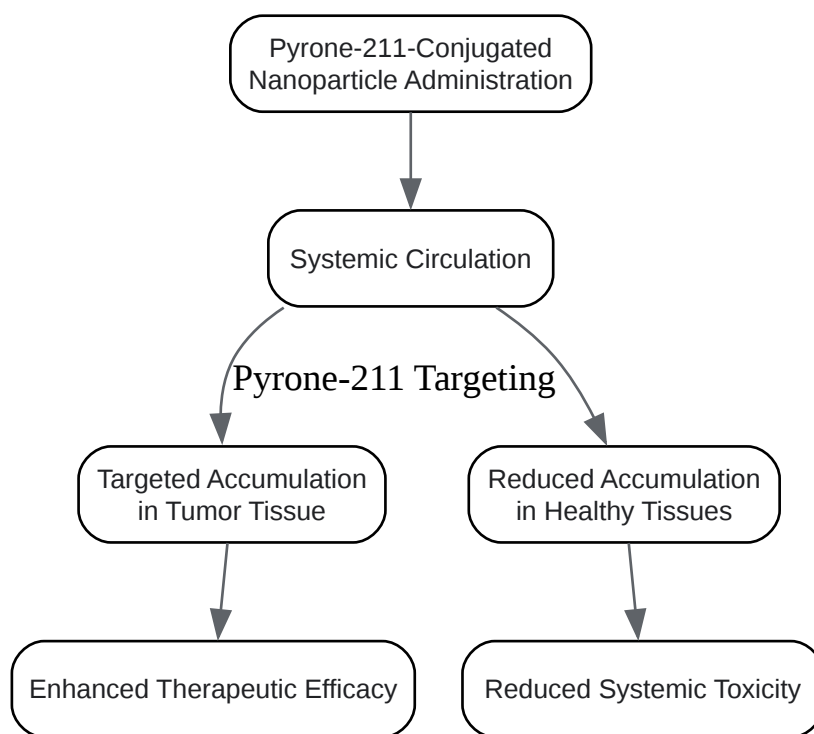 Pyrone-211-Conjugated
Nanoparticle Administration
Systemic Circulation
Pyrone-211 Targeting
Targeted Accumulation
in Tumor Tissue
Reduced Accumulation
in Healthy Tissues
Enhanced Therapeutic Efficacy
Reduced Systemic Toxicity